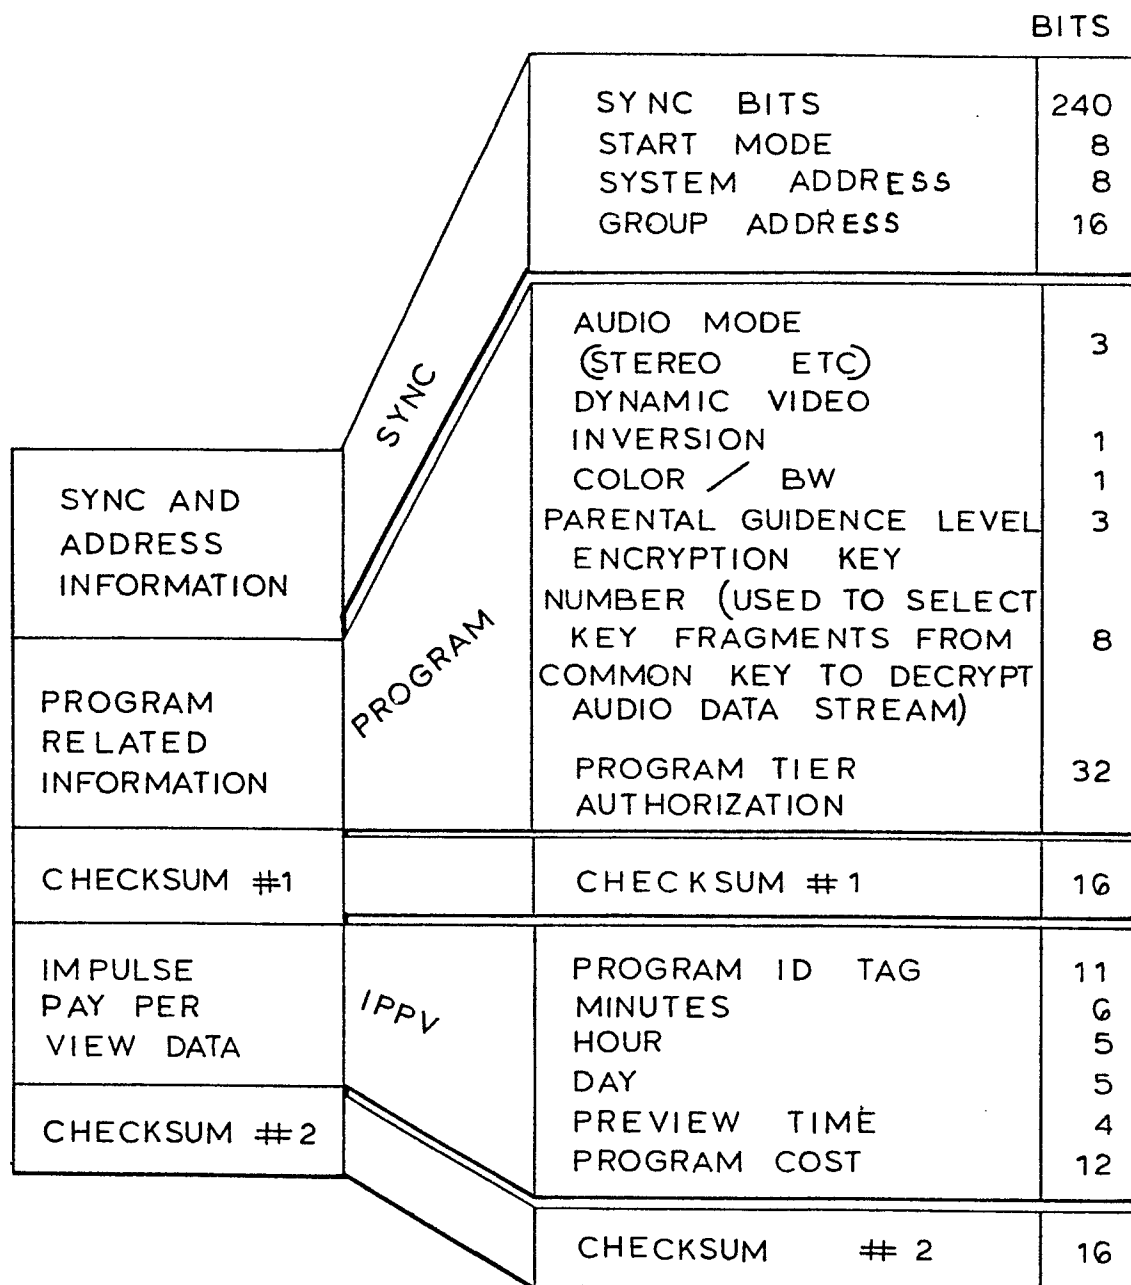 BITS
SYNC BITS 240
START MODE 8
SYSTEM ADDRESS 8
GROUP ADDRESS 16
SYNC
AUDIO MODE
(STEREO ETC) 3
DYNAMIC VIDEO
INVERSION 1
COLOR / BW 1
PARENTAL GUIDENCE LEVEL 3
ENCRYPTION KEY
NUMBER (USED TO SELECT
KEY FRAGMENTS FROM 8
COMMON KEY TO DECRYPT
AUDIO DATA STREAM)
PROGRAM TIER 32
AUTHORIZATION
PROGRAM
SYNC AND
ADDRESS
INFORMATION
PROGRAM
RELATED
INFORMATION
CHECKSUM #1
CHECKSUM #1 16
IMPULSE
PAY PER
VIEW DATA
IPPV
PROGRAM ID TAG 11
MINUTES 6
HOUR 5
DAY 5
PREVIEW TIME 4
PROGRAM COST 12
CHECKSUM #2
CHECKSUM # 2 16